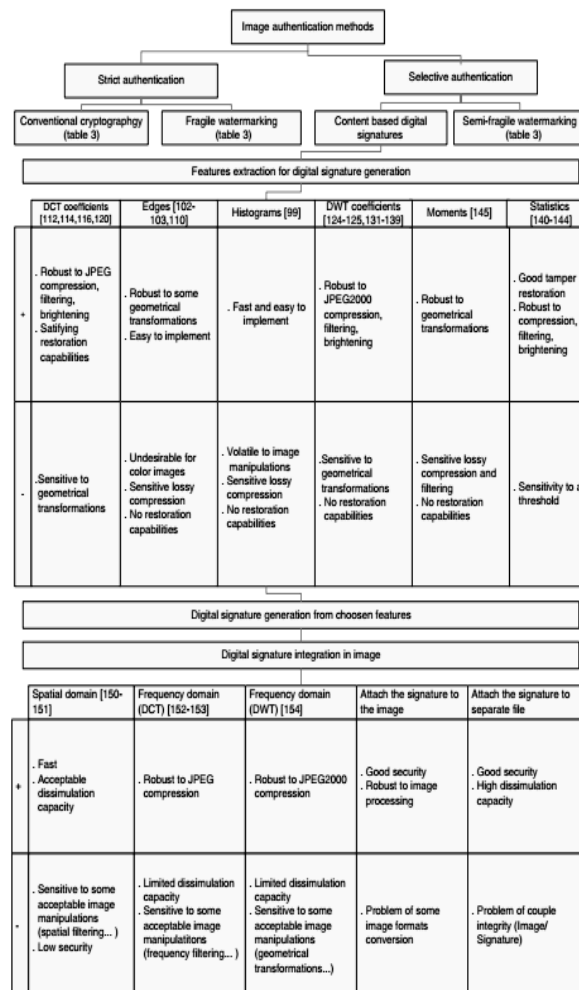 Image authentication methods
Strict authentication
Selective authentication
Conventional cryptograpghy
(table 3)
Fragile watermarking
(table 3)
Content based digital
signatures
Semi-fragile watermarking
(table 3)
Features extraction for digital signature generation
DCT coefficients
[112,114,116,120]
Edges [102-
103,110]
Histograms [99]
DWT coefficients
[124-125,131-139]
Moments [145]
Statistics
[140-144]
+
. Robust to JPEG
compression,
filtering,
brightening
. Satifying
restoration
capabilities
. Robust to some
geometrical
transformations
. Easy to implement
. Fast and easy to
implement
. Robust to
JPEG2000
compression,
filtering,
brightening
. Robust to
geometrical
transformations
. Good tamper
restoration
. Robust to
compression,
filtering,
brightening
-
.Sensitive to
geometrical
transformations
. Undesirable for
color images
. Sensitive lossy
compression
. No restoration
capabilities
. Volatile to image
manipulations
. Sensitive lossy
compression
. No restoration
capabilities
.Sensitive to
geometrical
transformations
. No restoration
capabilities
. Sensitive lossy
compression and
filtering
. No restoration
capabilities
. Sensitivity to a
threshold
Digital signature generation from choosen features
Digital signature integration in image
Spatial domain [150-
151]
Frequency domain
(DCT) [152-153]
Frequency domain
(DWT) [154]
Attach the signature to
the image
Attach the signature to
separate file
+
. Fast
. Acceptable
dissimulation
capacity
. Robust to JPEG
compression
. Robust to JPEG2000
compression
. Good security
. Robust to image
processing
. Good security
. High dissimulation
capacity
-
. Sensitive to some
acceptable image
manipulations
(spatial filtering... )
. Low security
. Limited dissimulation
capacity
. Sensitive to some
acceptable image
manipulatitons
(frequency filtering... )
. Limited dissimulation
capacity
. Sensitive to some
acceptable image
manipulations
(geometrical
transformations...)
. Problem of some
image formats
conversion
. Problem of couple
integrity (Image/
Signature)